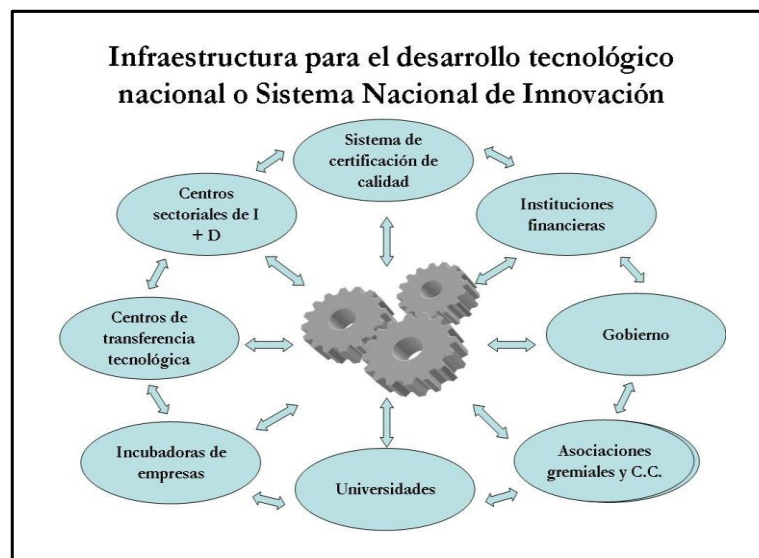 Infraestructura para el desarrollo tecnológico
nacional o Sistema Nacional de Innovación
Sistema de
certificación de
calidad
Centros
sectoriales de I
+ D
Instituciones
financieras
Centros de
transferencia
tecnológica
Gobierno
Incubadoras de
empresas
Universidades
Asociaciones
gremiales y C.C.